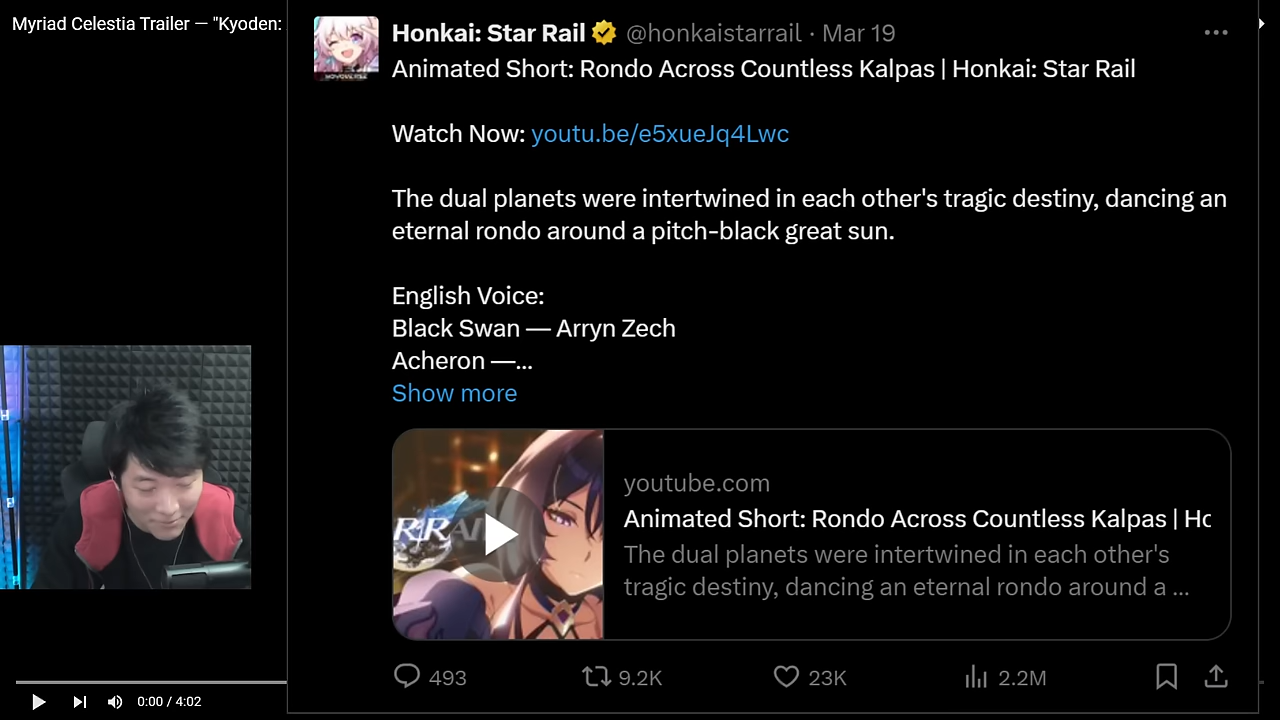 Myriad Celestia Trailer — "Kyoden:
Honkai: Star Rail @honkaistarrail · Mar 19
Animated Short: Rondo Across Countless Kalpas | Honkai: Star Rail
Watch Now: youtu.be/e5xueJq4Lwc
The dual planets were intertwined in each other's tragic destiny, dancing an
eternal rondo around a pitch-black great sun.
English Voice:
Black Swan — Arryn Zech
Acheron —...
Show more
youtube.com
Animated Short: Rondo Across Countless Kalpas | Ho
The dual planets were intertwined in each other's
tragic destiny, dancing an eternal rondo around a ...
493 9.2K 23K 2.2M
0:00 / 4:02